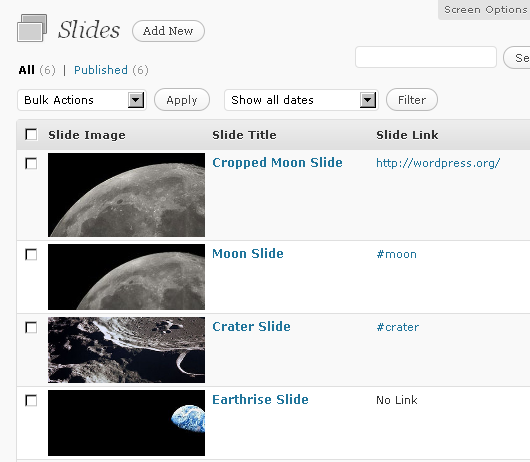 Screen Options
Slides Add New
Se
All (6) | Published (6)
Bulk Actions Apply Show all dates Filter
Slide Image Slide Title Slide Link
Cropped Moon Slide http://wordpress.org/
Moon Slide #moon
Crater Slide #crater
Earthrise Slide No Link